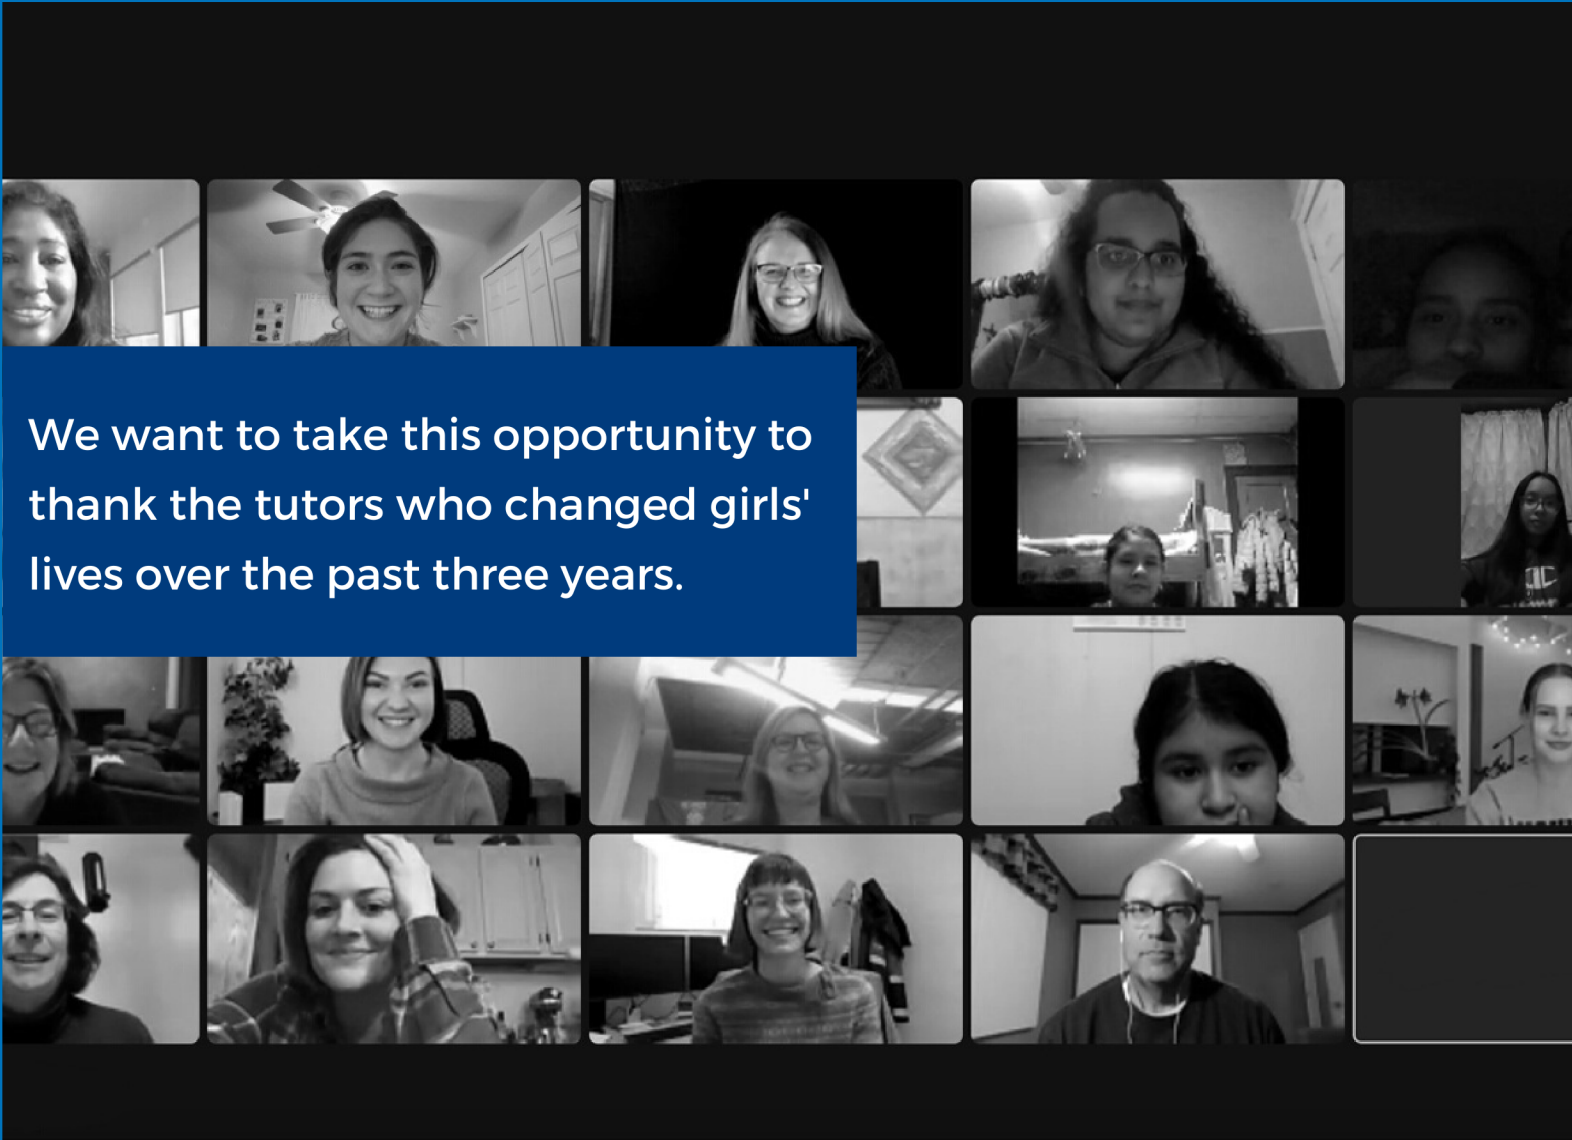 We want to take this opportunity to
thank the tutors who changed girls'
lives over the past three years.